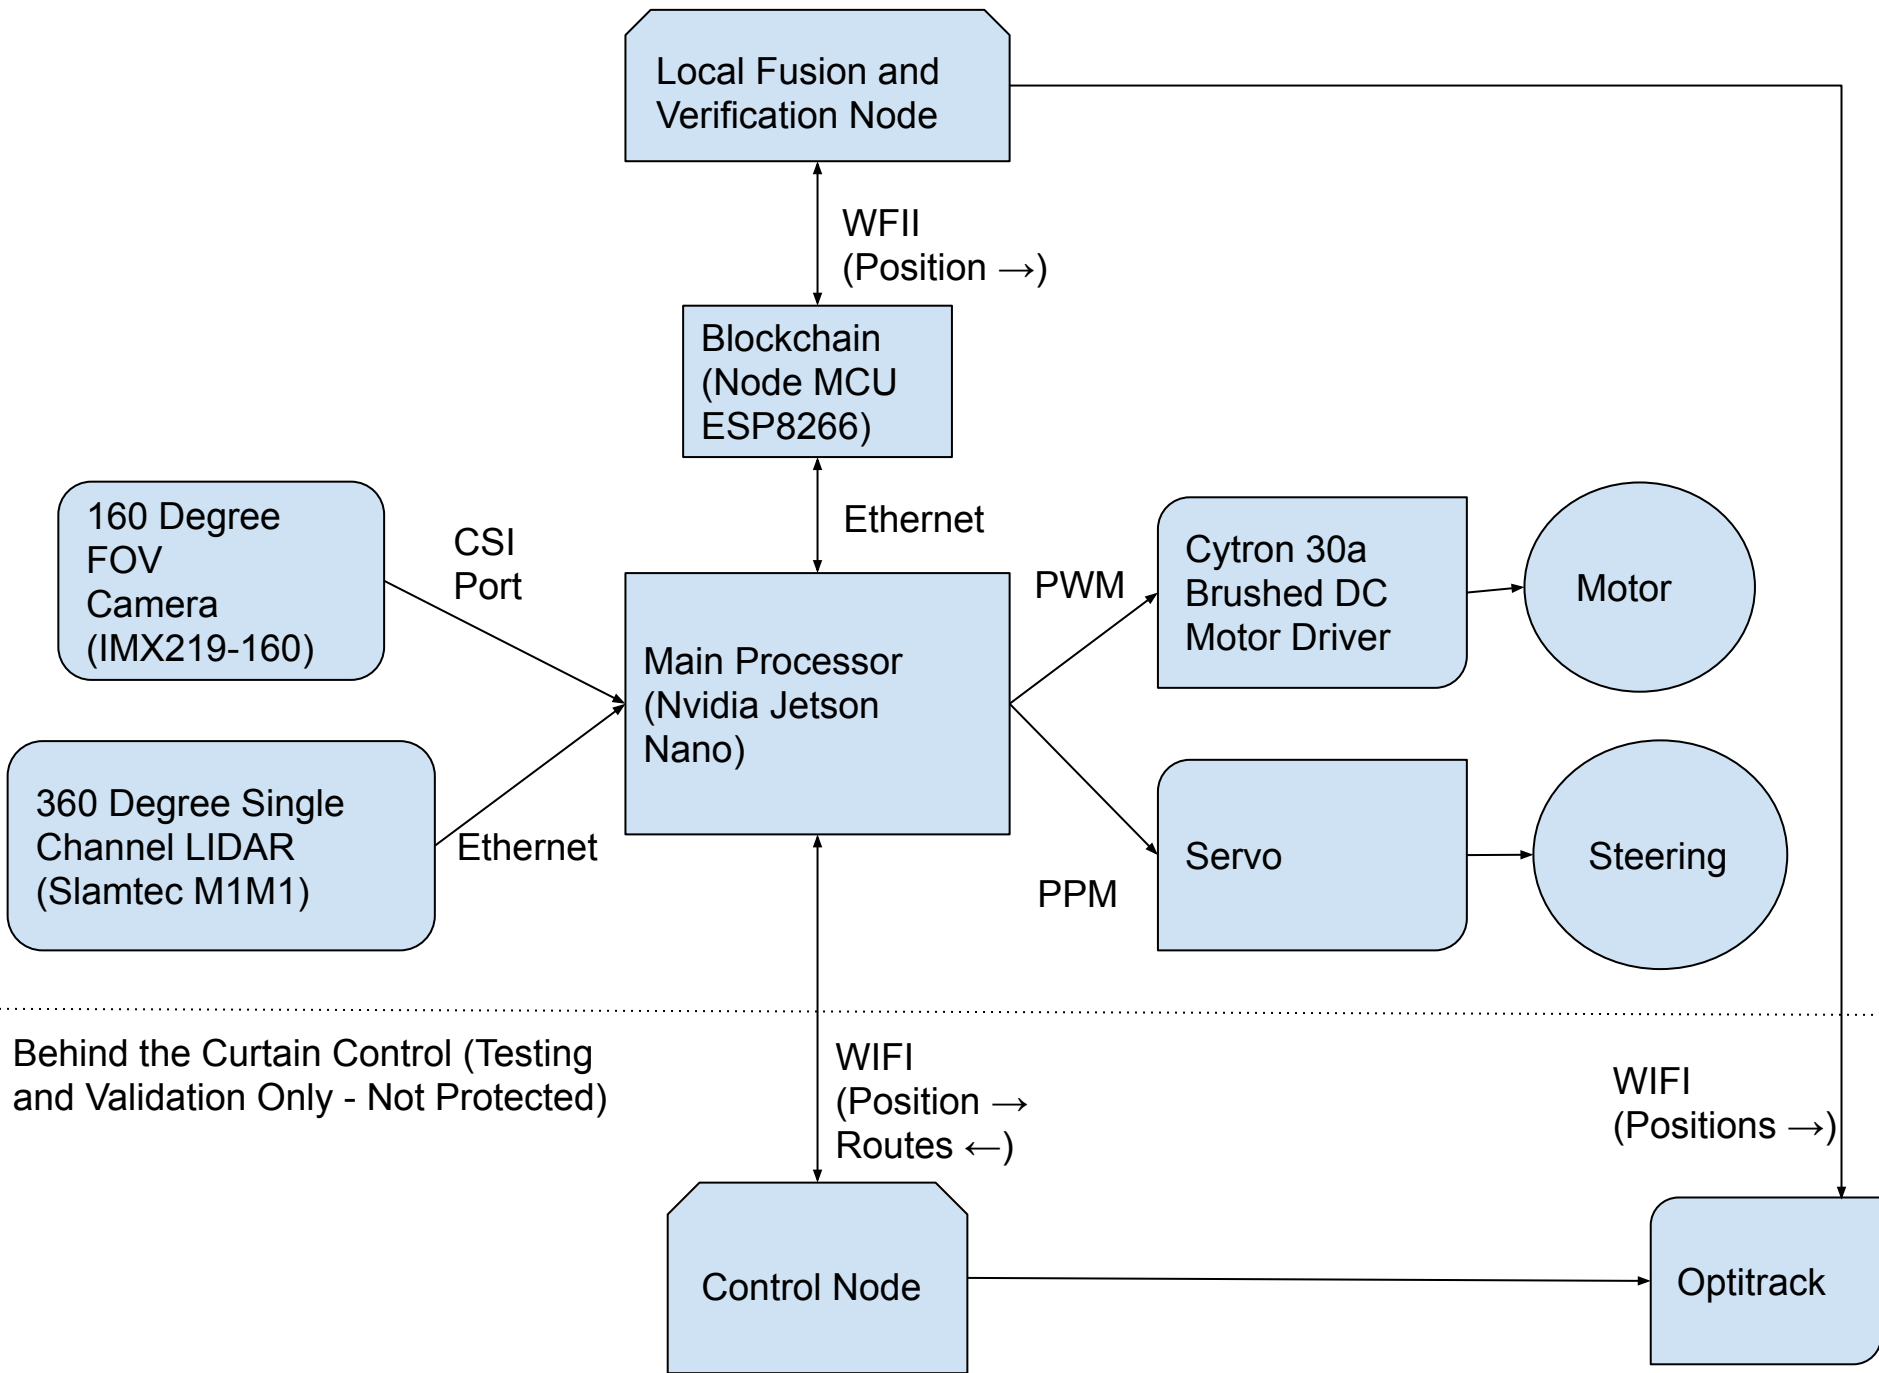 Local Fusion and
Verification Node
WFII
(Position →)
Blockchain
(Node MCU
ESP8266)
Ethernet
160 Degree
FOV
Camera
(IMX219-160)
CSI
Port
360 Degree Single
Channel LIDAR
(Slamtec M1M1)
Ethernet
Main Processor
(Nvidia Jetson
Nano)
PWM
Cytron 30a
Brushed DC
Motor Driver
Motor
PPM
Servo
Steering
Behind the Curtain Control (Testing
and Validation Only - Not Protected)
WIFI
(Position →
Routes ←)
WIFI
(Positions →)
Control Node
Optitrack